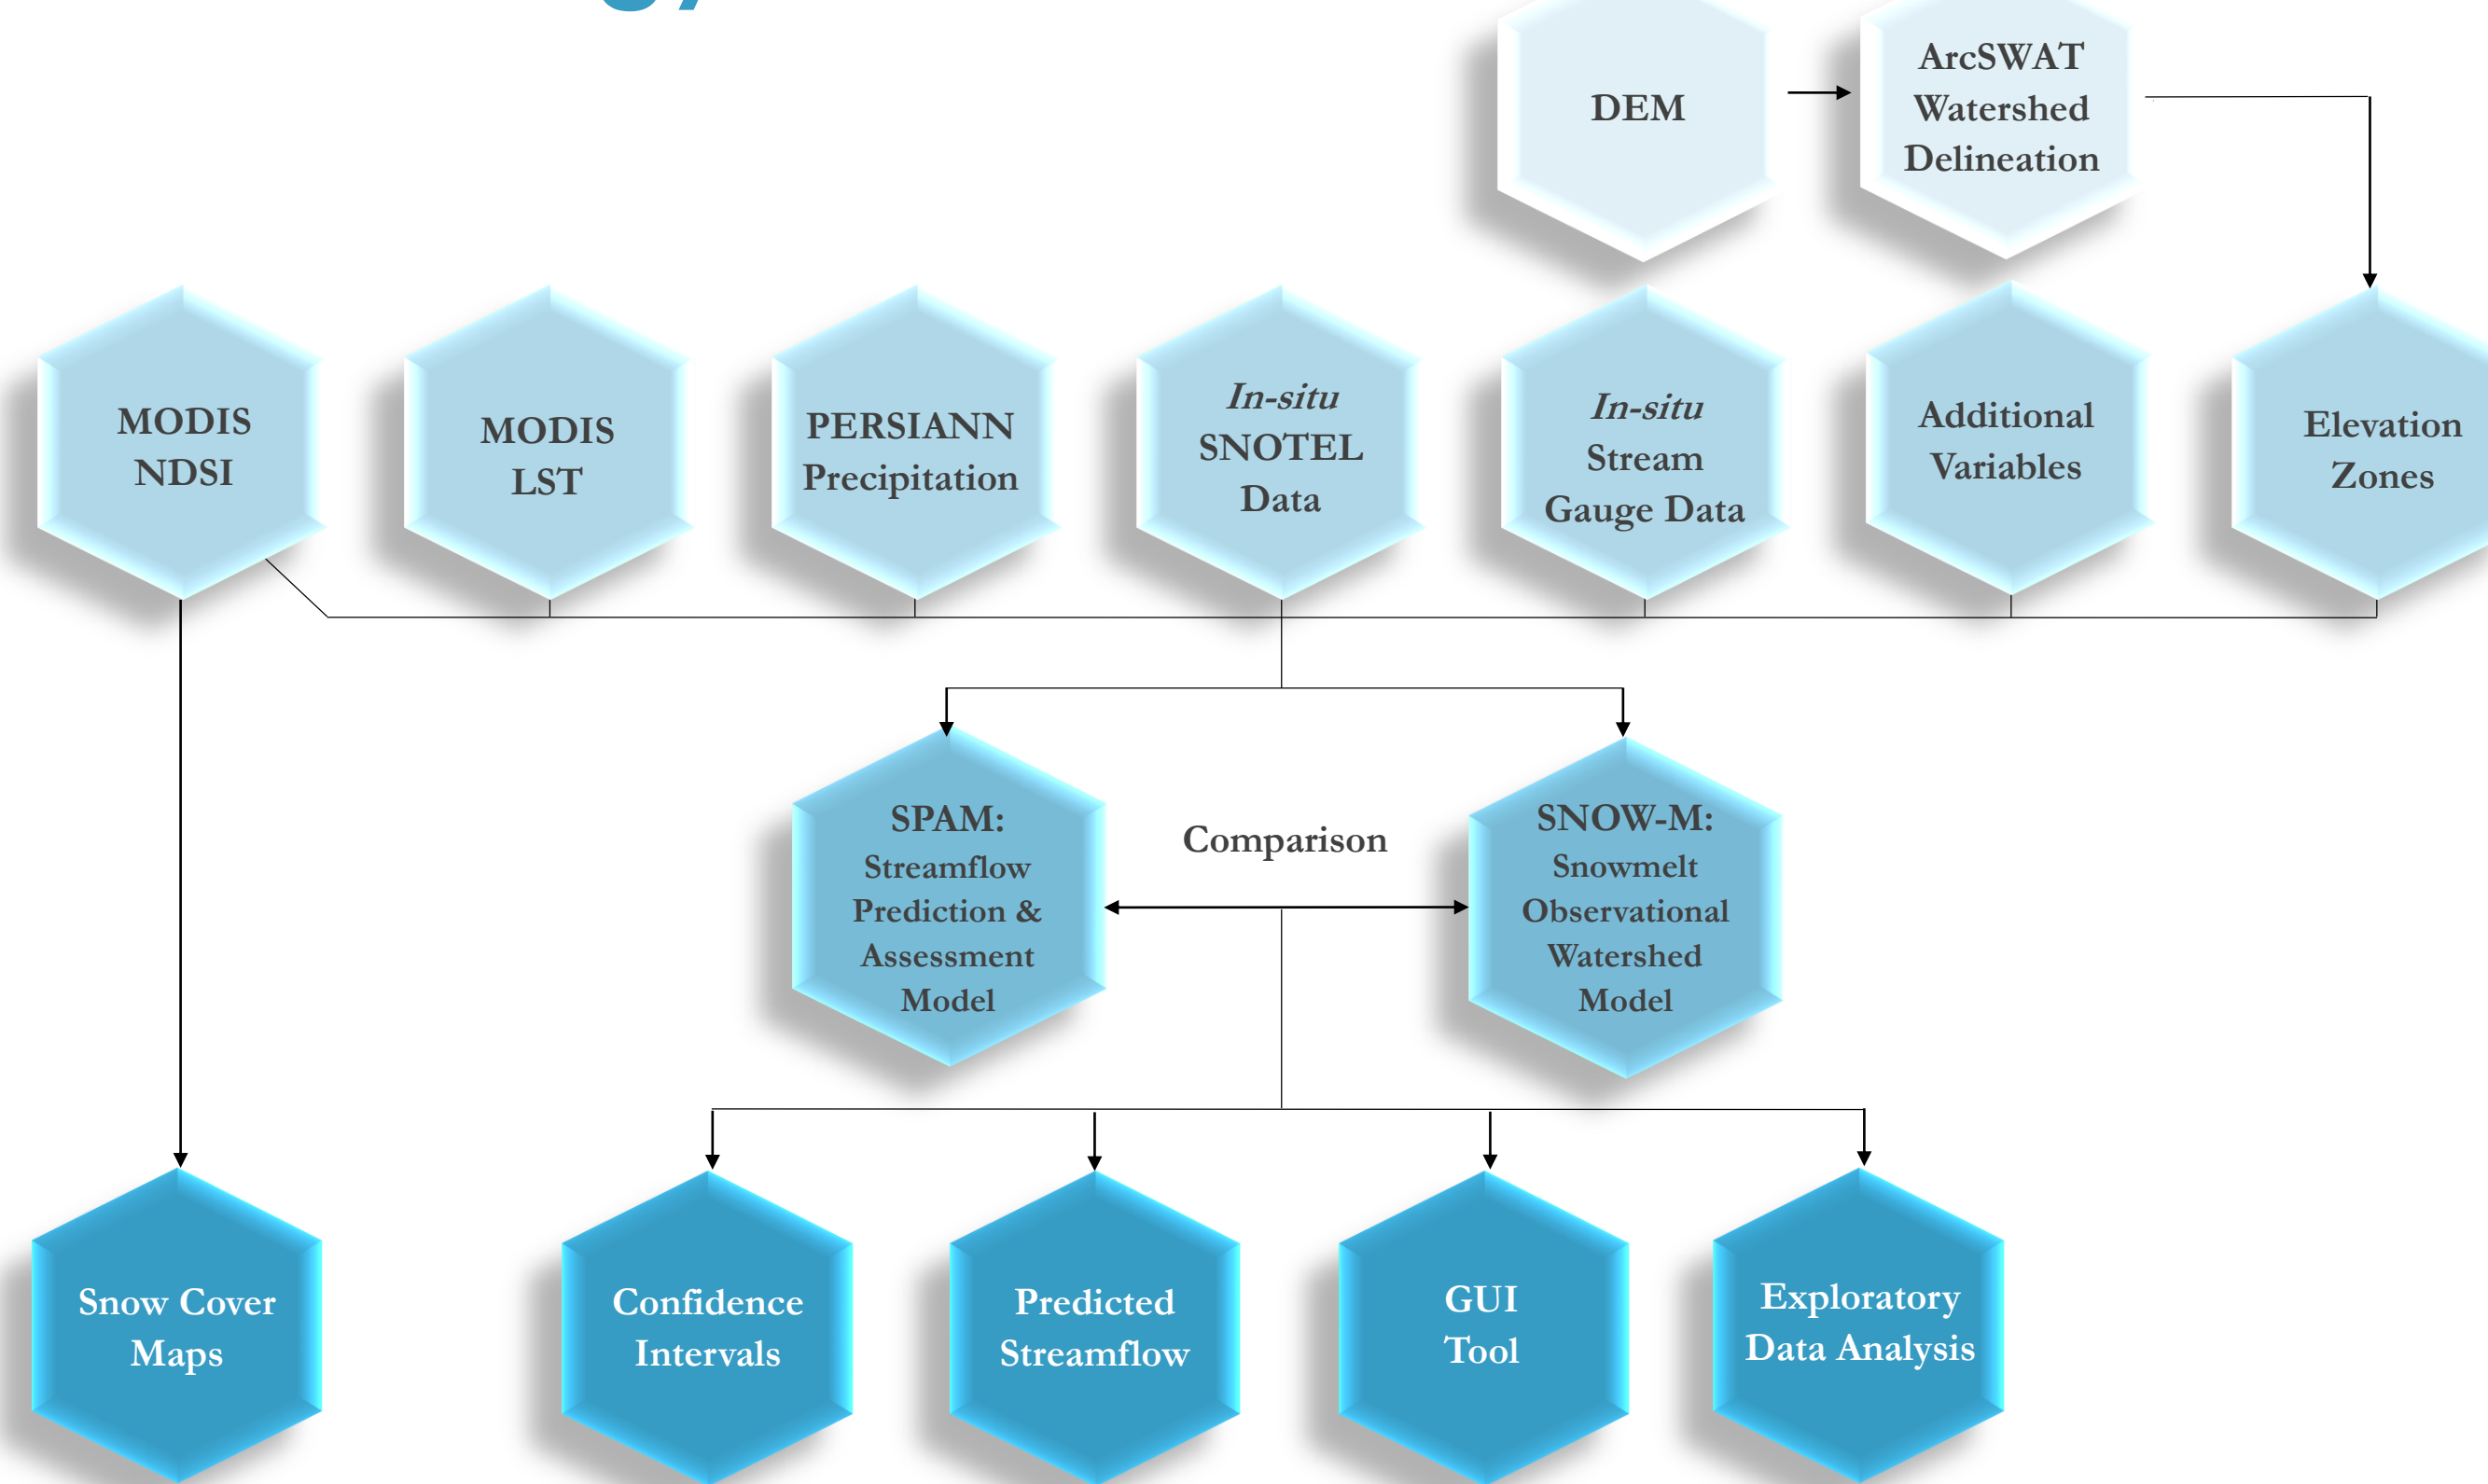 DEM
ArcSWAT
Watershed
Delineation
MODIS
NDSI
MODIS
LST
PERSIANN
Precipitation
In-situ
SNOTEL
Data
In-situ
Stream
Gauge Data
Additional
Variables
Elevation
Zones
SPAM:
Streamflow
Prediction &
Assessment
Model
Comparison
SNOW-M:
Snowmelt
Observational
Watershed
Model
Snow Cover
Maps
Confidence
Intervals
Predicted
Streamflow
GUI
Tool
Exploratory
Data Analysis